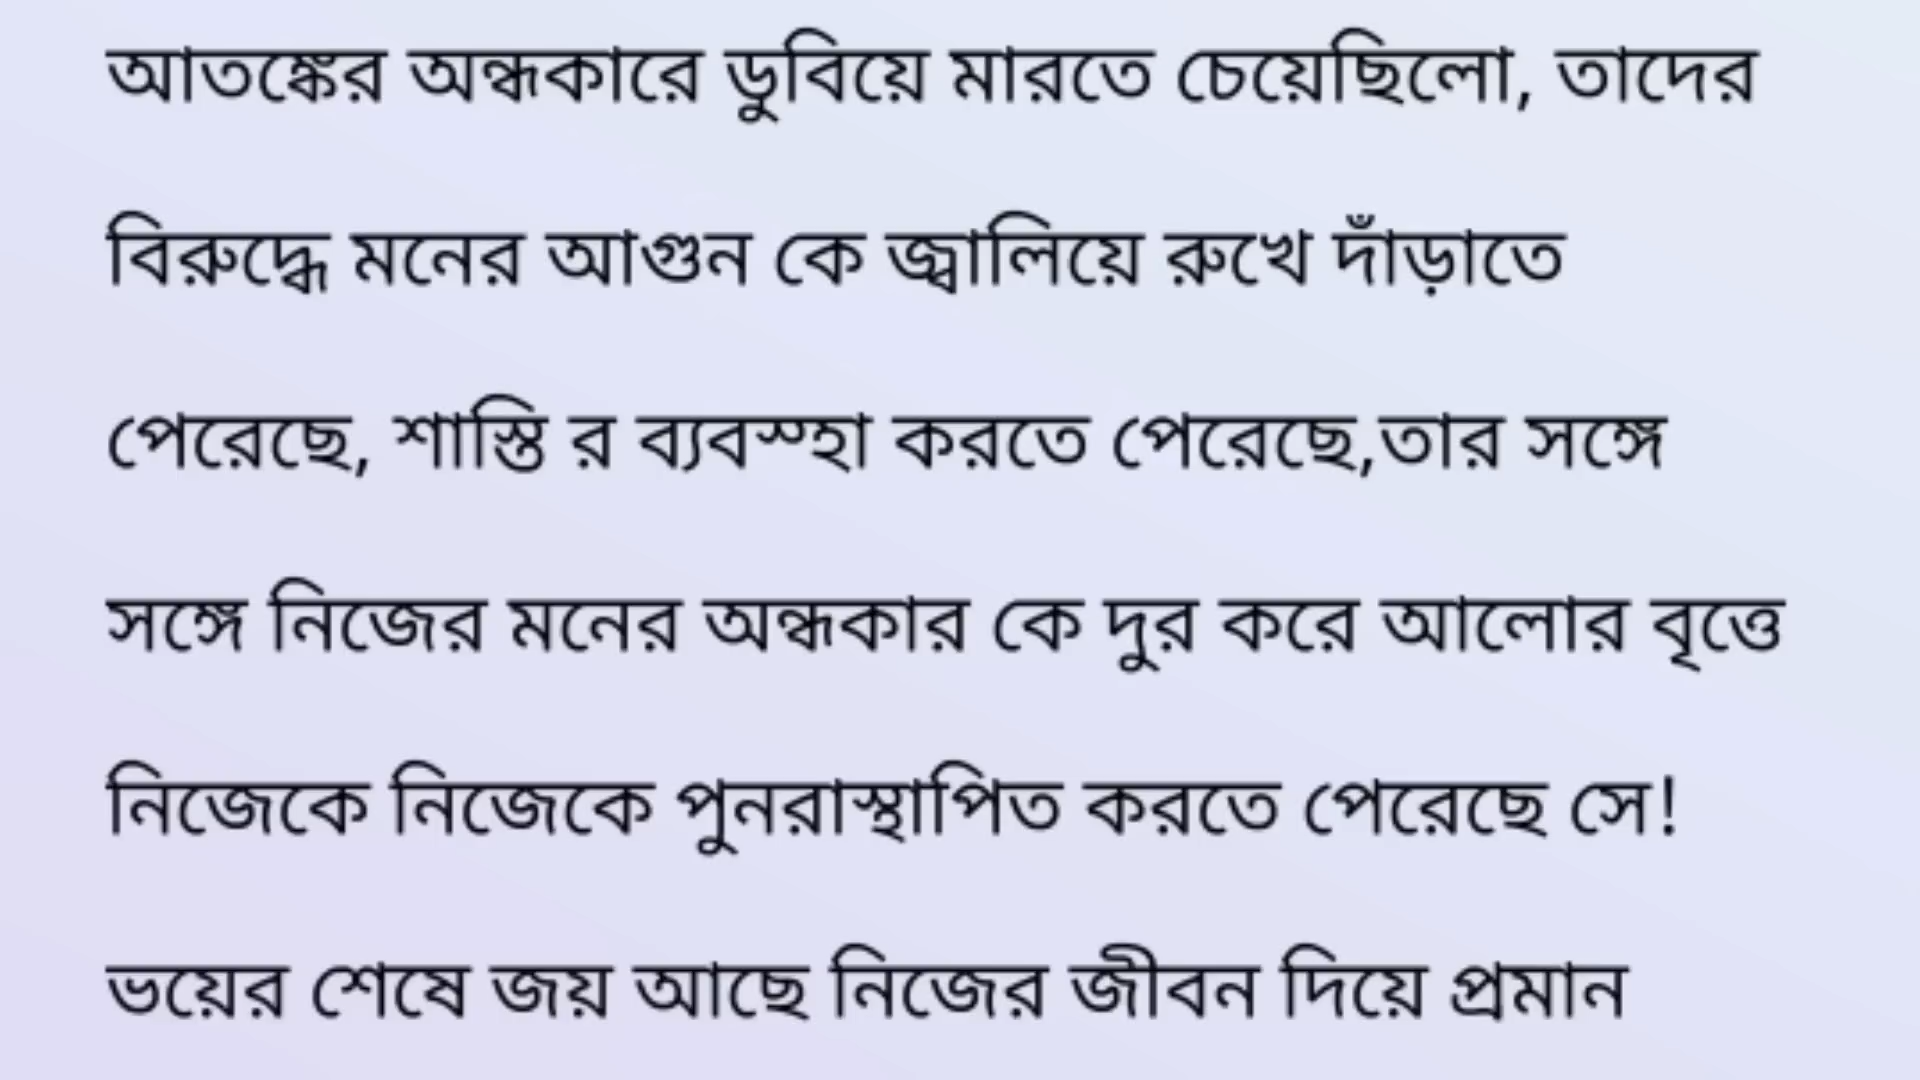 আতঙ্কের অন্ধকারে ডুবিয়ে মারতে চেয়েছিলো, তাদের
বিরুদ্ধে মনের আগুন কে জ্বালিয়ে রুখে দাঁড়াতে
পেরেছে, শাস্তি র ব্যবস্হা করতে পেরেছে,তার সঙ্গে
সঙ্গে নিজের মনের অন্ধকার কে দুর করে আলোর বৃত্তে
নিজেকে নিজেকে পুনরাস্থাপিত করতে পেরেছে সে!
ভয়ের শেষে জয় আছে নিজের জীবন দিয়ে প্রমান